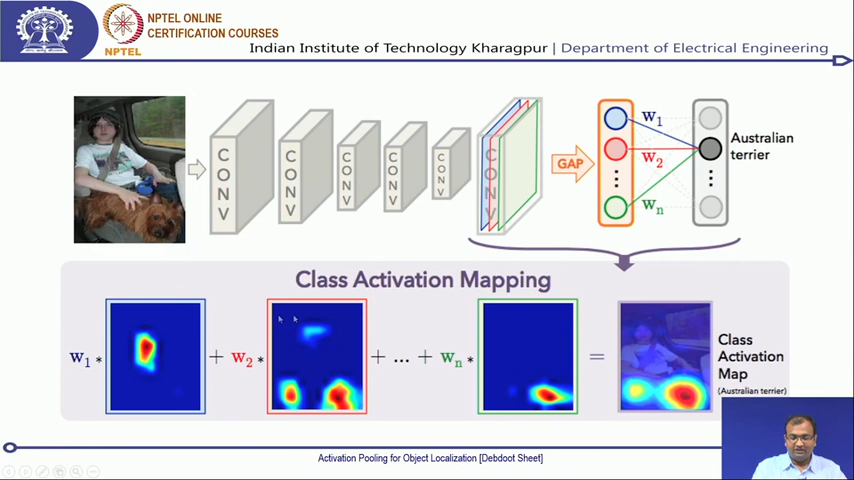 NPTEL ONLINE
CERTIFICATION COURSES
NPTEL
Indian Institute of Technology Kharagpur | Department of Electrical Engineering
CONV
CONV
CONV
CONV
CONV
CONV
GAP
w1
w2
wn
Australian
terrier
Class Activation Mapping
w1 * + w2 * + ... + wn * =
Class
Activation
Map
(Australian terrier)
Activation Pooling for Object Localization [Debdoot Sheet]